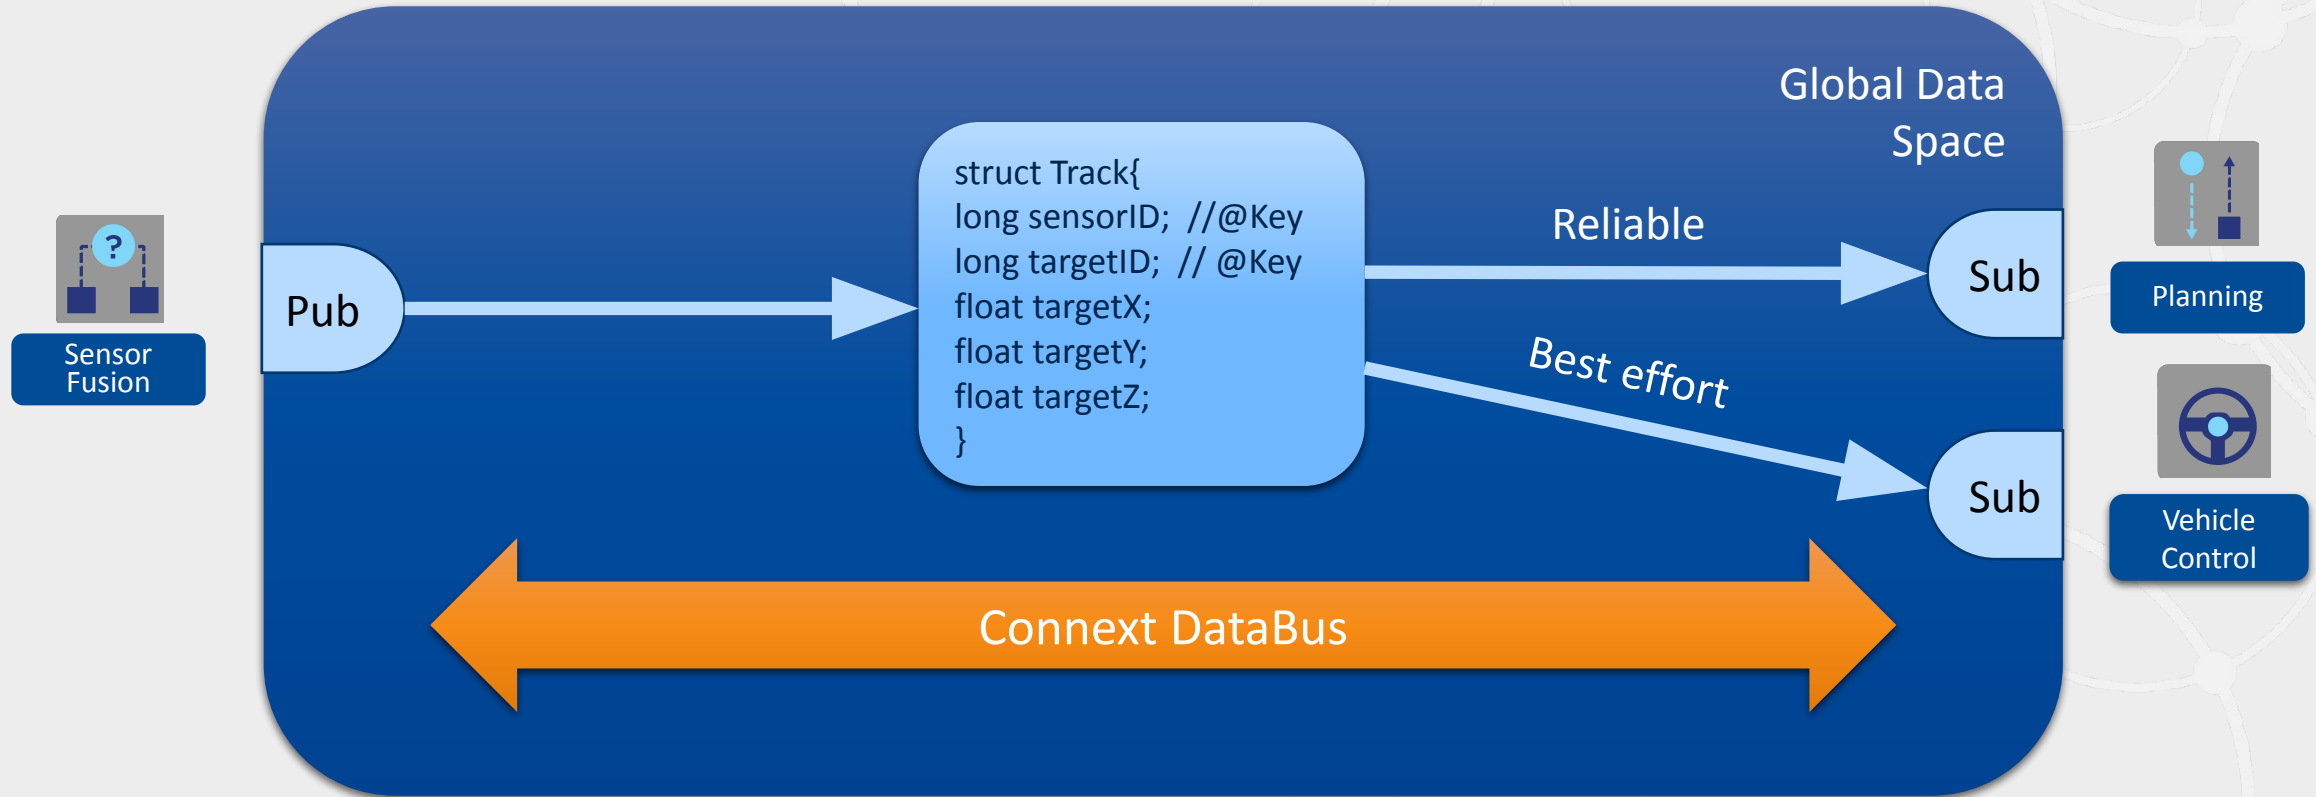 Global Data
Space
?
Sensor
Fusion
Pub
struct Track{
long sensorID;  //@Key
long targetID;  // @Key
float targetX;
float targetY;
float targetZ;
}
Reliable
Best effort
Sub
Planning
Sub
Vehicle
Control
Connext DataBus